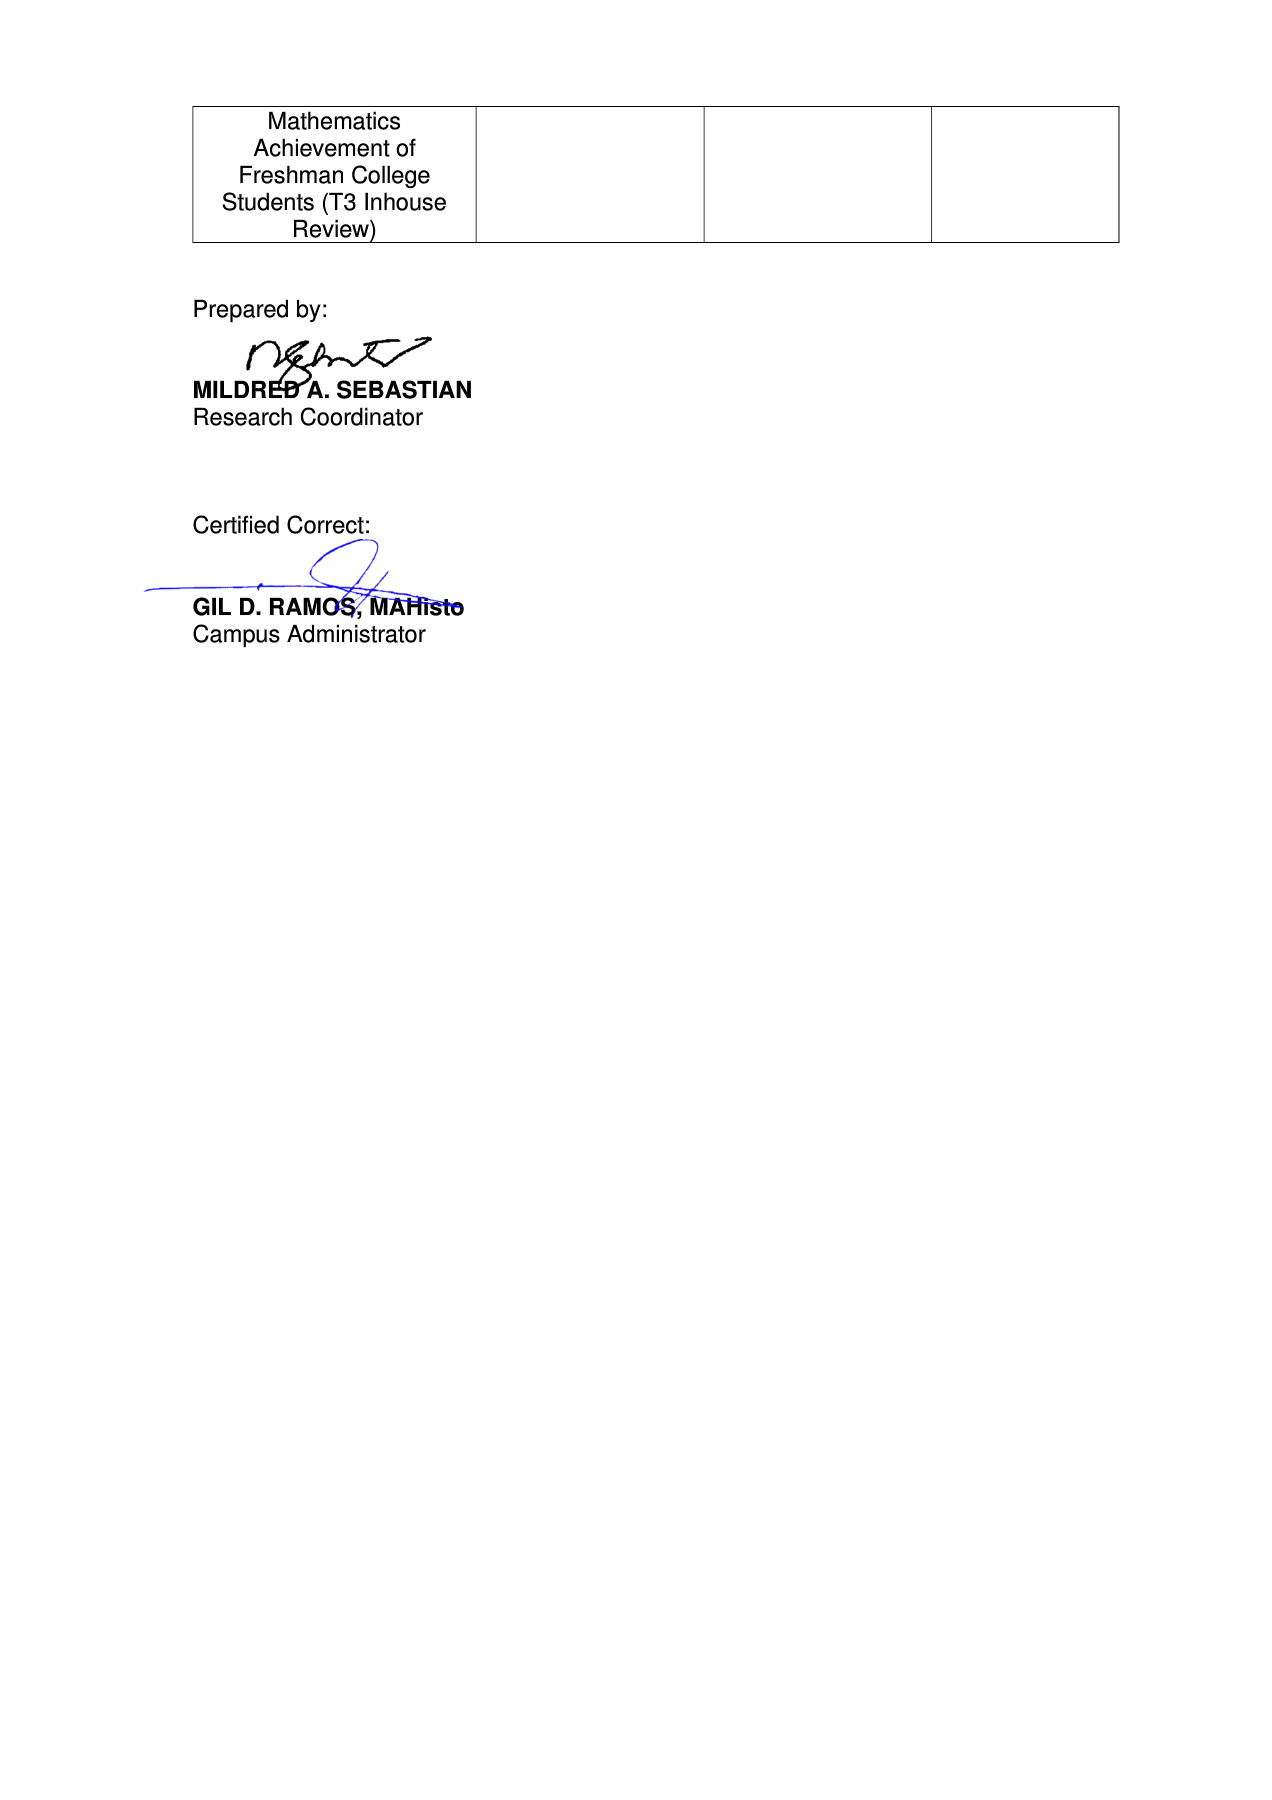 Mathematics
Achievement of
Freshman College
Students (T3 Inhouse
Review)
Prepared by:
MILDRED A. SEBASTIAN
Research Coordinator
Certified Correct:
GIL D. RAMOS, MAHisto
Campus Administrator